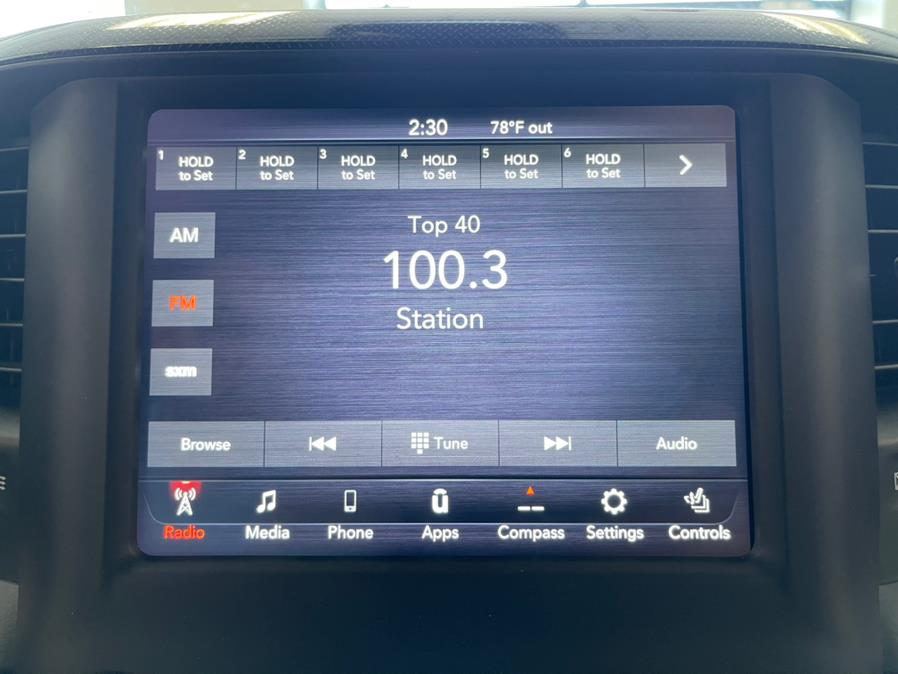 2:30 78°F out
1 HOLD to Set 2 HOLD to Set 3 HOLD to Set 4 HOLD to Set 5 HOLD to Set 6 HOLD to Set
AM
Top 40
100.3
FM
Station
sxm
Browse Tune Audio
Radio Media Phone Apps Compass Settings Controls